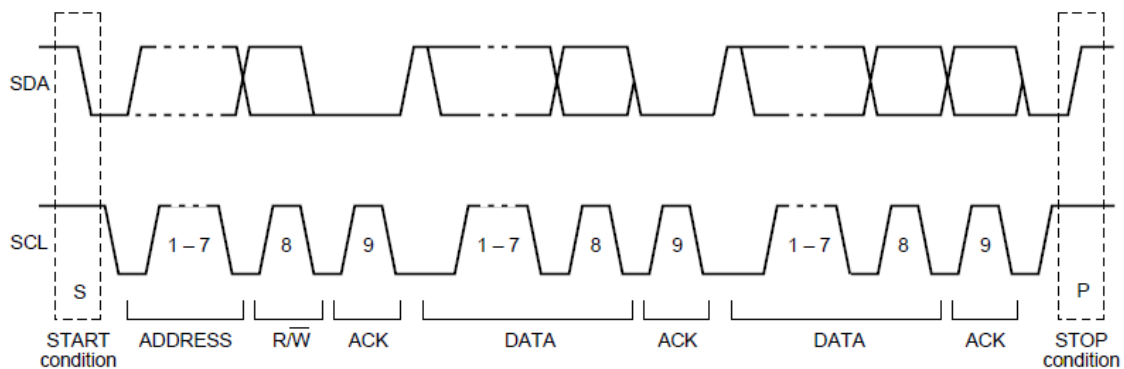 SDA
SCL
1 – 7 8 9 1 – 7 8 9 1 – 7 8 9
S P
START condition ADDRESS R/W̅ ACK DATA ACK DATA ACK STOP condition